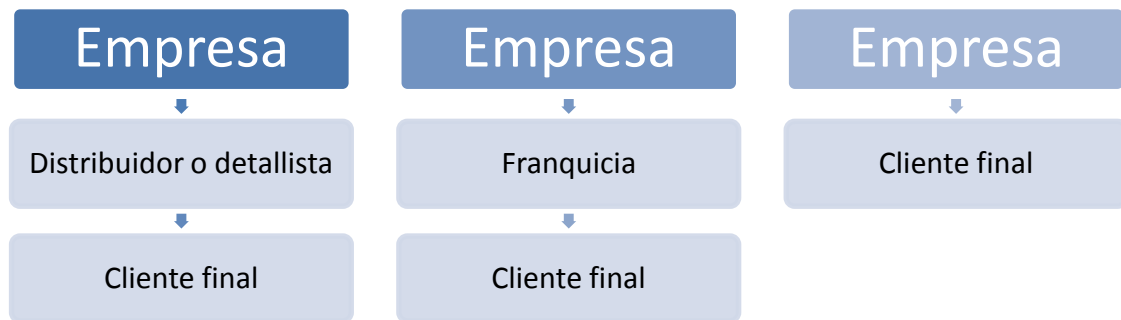 Empresa
Distribuidor o detallista
Cliente final
Empresa
Franquicia
Cliente final
Empresa
Cliente final